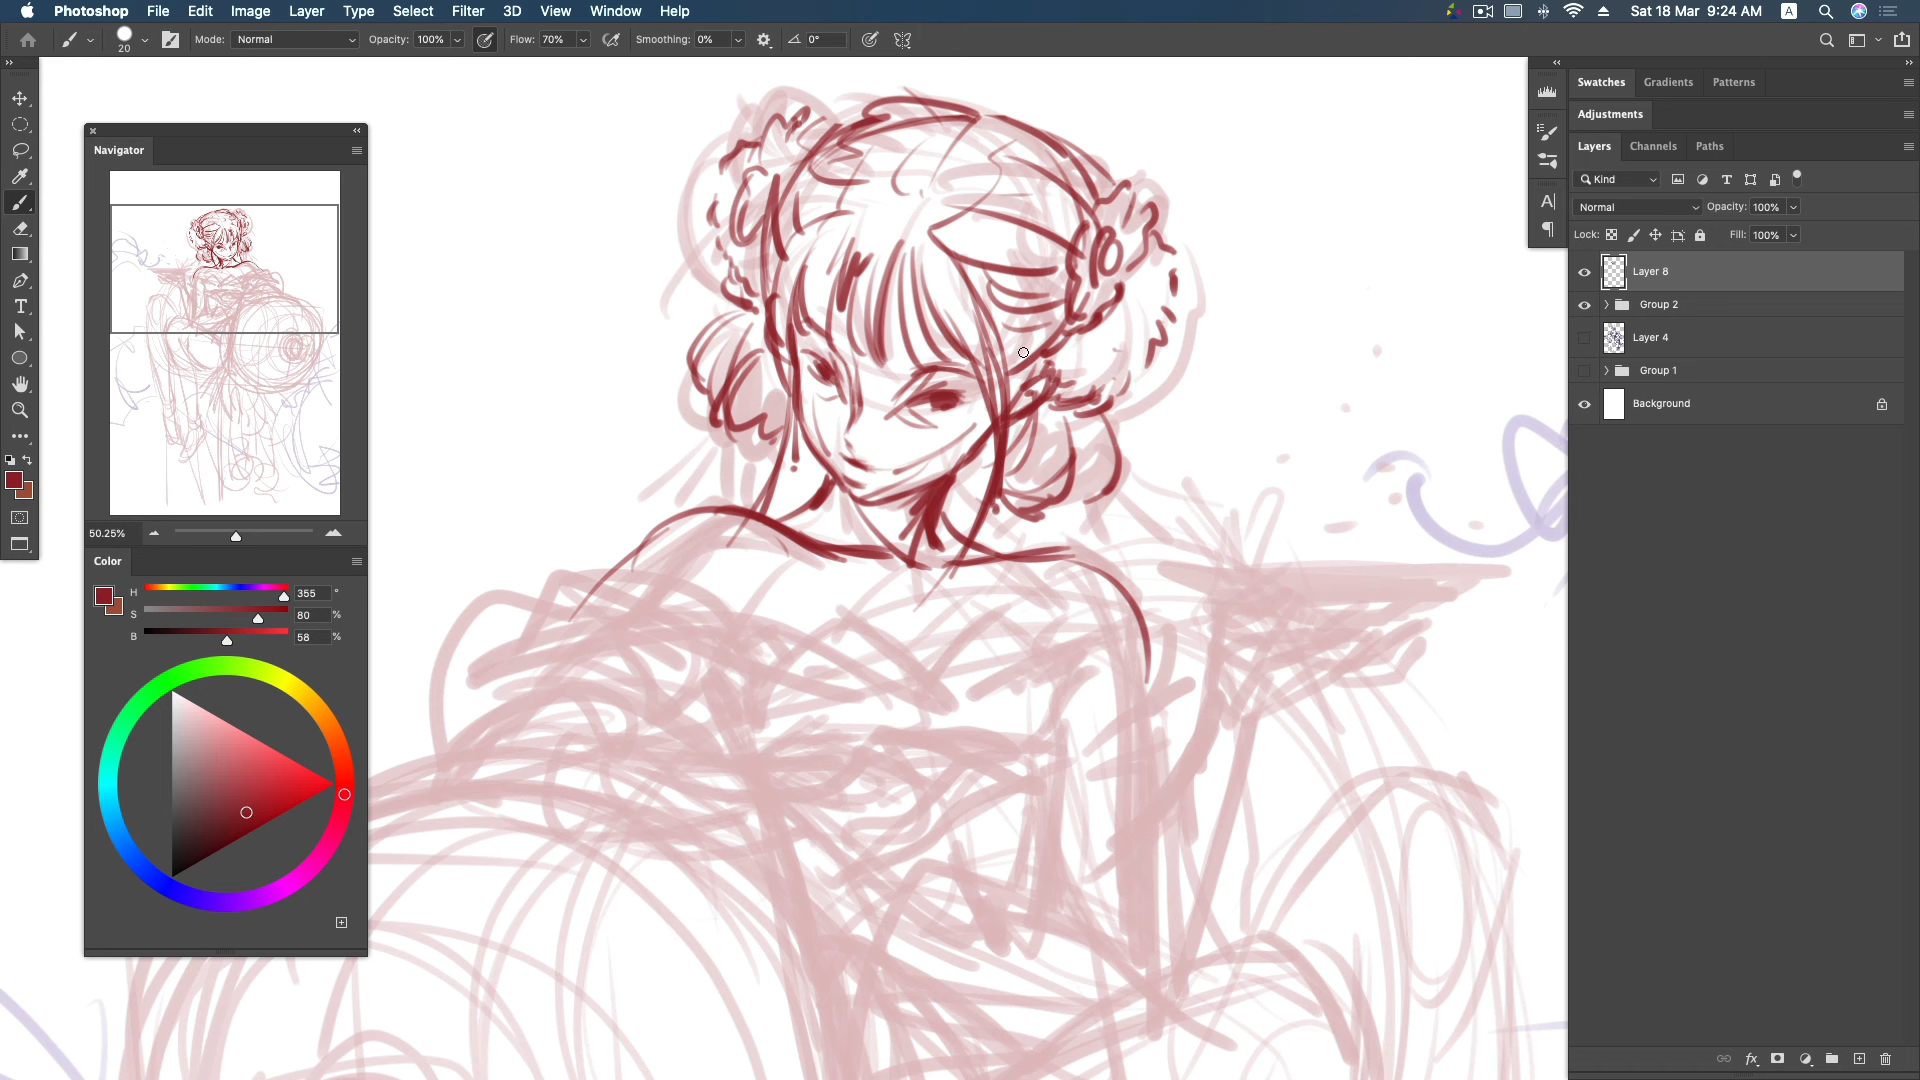 Photoshop File Edit Image Layer Type Select Filter 3D View Window Help Sat 18 Mar 9:24 AM A
20 Mode: Normal Opacity: 100% Flow: 70% Smoothing: 0% 0°
Swatches Gradients Patterns
Adjustments
Layers Channels Paths
Kind
Normal Opacity: 100%
Lock: Fill: 100%
Layer 8
Group 2
Layer 4
Group 1
Background
Navigator
50.25%
Color
H 355 °
S 80 %
B 58 %